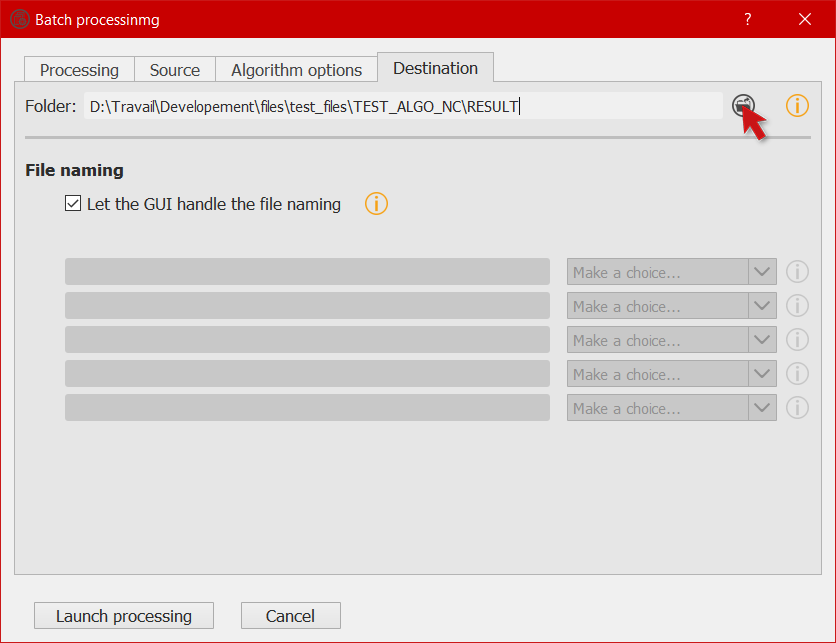 Batch processinmg
?
Processing Source Algorithm options Destination
Folder: D:\Travail\Developement\files\test_files\TEST_ALGO_NC\RESULT
File naming
Let the GUI handle the file naming
Make a choice...
Make a choice...
Make a choice...
Make a choice...
Make a choice...
Launch processing Cancel